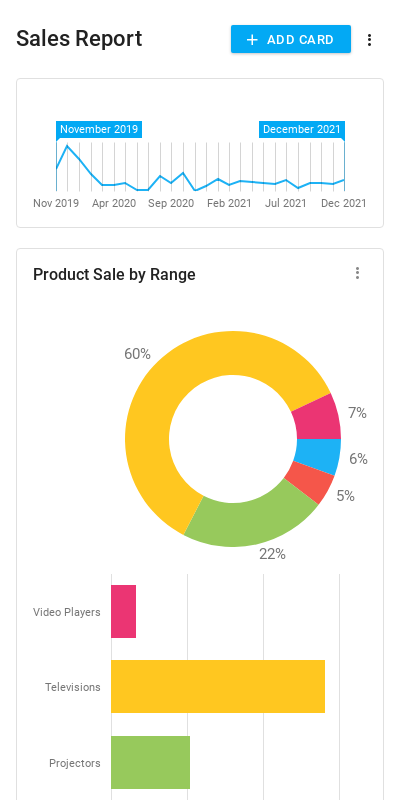 Sales Report
ADD CARD
November 2019
December 2021
Nov 2019 Apr 2020 Sep 2020 Feb 2021 Jul 2021 Dec 2021
Product Sale by Range
60%
7%
6%
5%
22%
Video Players
Televisions
Projectors